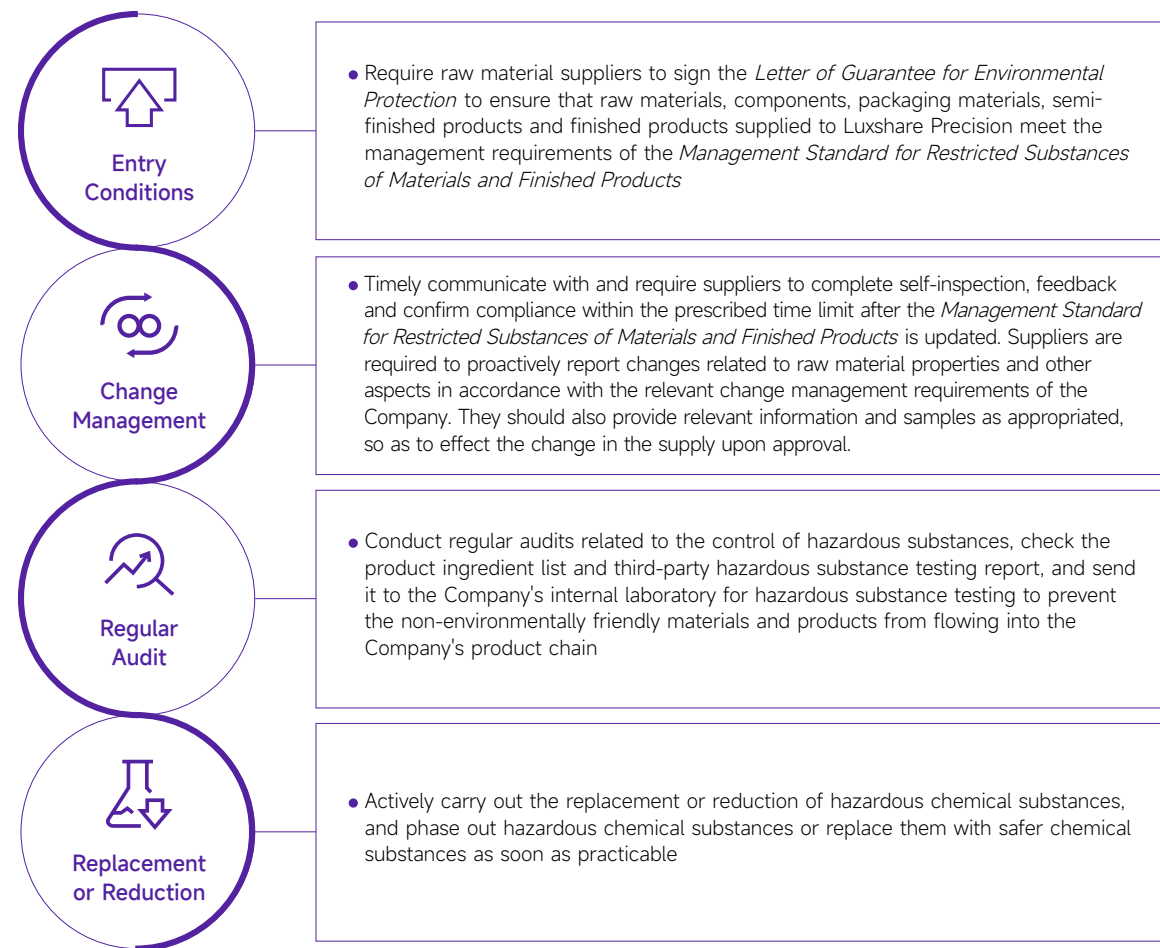 Entry
Conditions
• Require raw material suppliers to sign the Letter of Guarantee for Environmental
Protection to ensure that raw materials, components, packaging materials, semi-
finished products and finished products supplied to Luxshare Precision meet the
management requirements of the Management Standard for Restricted Substances
of Materials and Finished Products
Change
Management
• Timely communicate with and require suppliers to complete self-inspection, feedback
and confirm compliance within the prescribed time limit after the Management Standard
for Restricted Substances of Materials and Finished Products is updated. Suppliers are
required to proactively report changes related to raw material properties and other
aspects in accordance with the relevant change management requirements of the
Company. They should also provide relevant information and samples as appropriated,
so as to effect the change in the supply upon approval.
Regular
Audit
• Conduct regular audits related to the control of hazardous substances, check the
product ingredient list and third-party hazardous substance testing report, and send
it to the Company's internal laboratory for hazardous substance testing to prevent
the non-environmentally friendly materials and products from flowing into the
Company's product chain
Replacement
or Reduction
• Actively carry out the replacement or reduction of hazardous chemical substances,
and phase out hazardous chemical substances or replace them with safer chemical
substances as soon as practicable